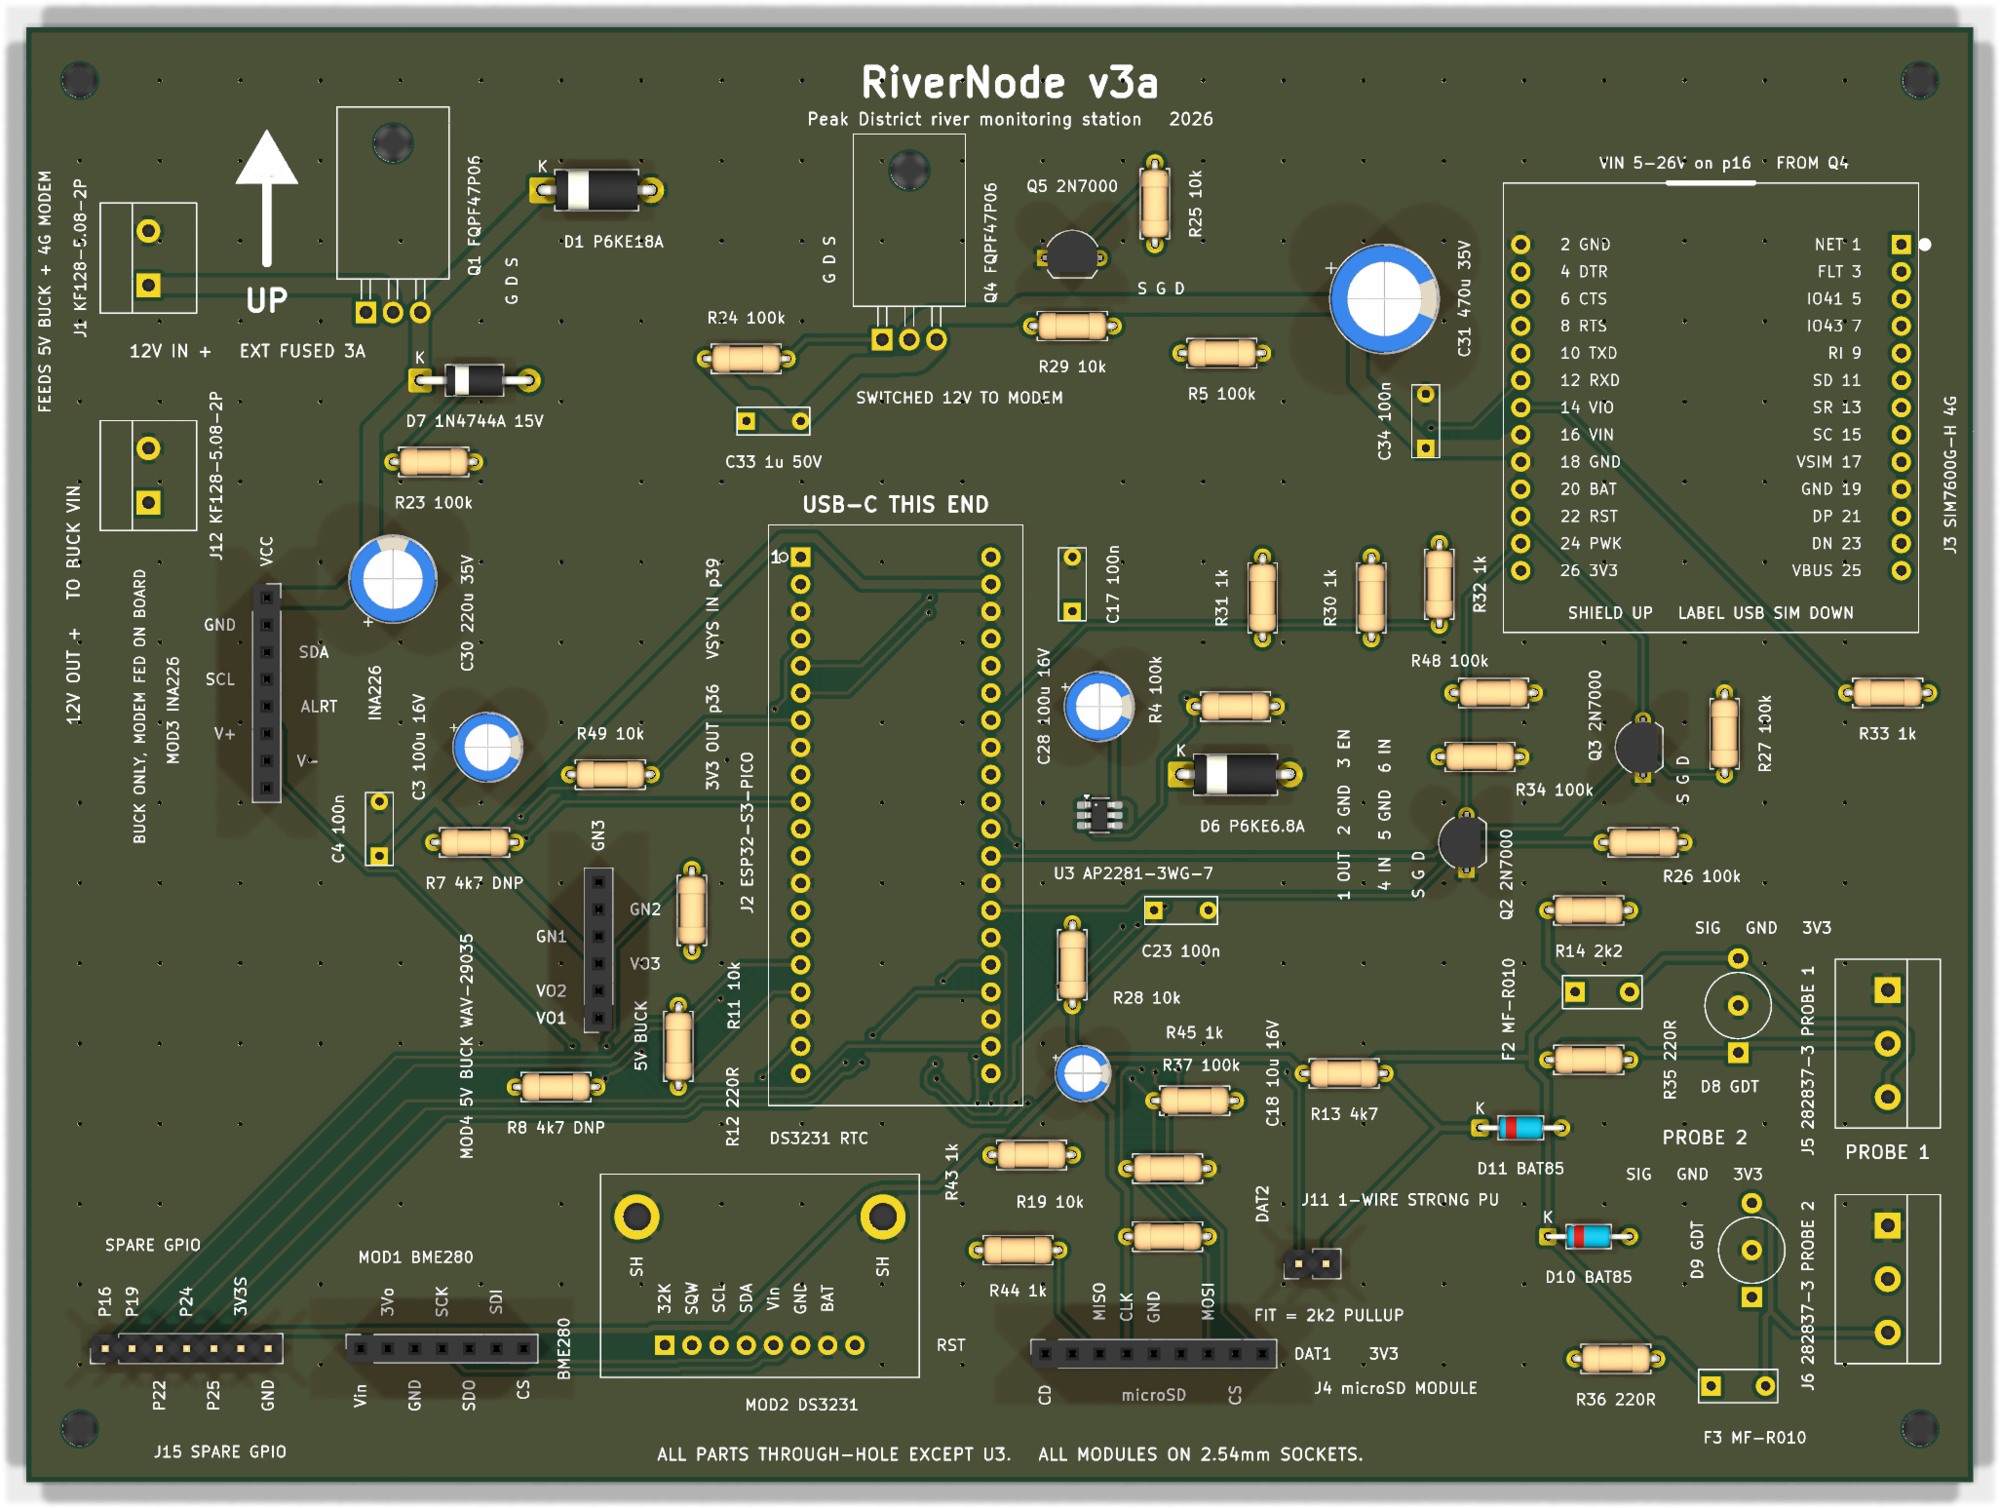 RiverNode v3a
Peak District river monitoring station 2026
FEEDS 5V BUCK + 4G MODEM
J1 KF128-5.08-2P
UP
12V IN + EXT FUSED 3A
Q1 FQPF47P06
G D S
K
D1 P6KE18A
K
D7 1N4744A 15V
R23 100k
G D S
Q4 FQPF47P06
Q5 2N7000
R25 10k
S G D
R24 100k
R29 10k
R5 100k
SWITCHED 12V TO MODEM
C33 1u 50V
+
C31 470u 35V
C34 100n
VIN 5-26V on p16 FROM Q4
2 GND NET 1
4 DTR FLT 3
6 CTS IO41 5
8 RTS IO43 7
10 TXD RI 9
12 RXD SD 11
14 VIO SR 13
16 VIN SC 15
18 GND VSIM 17
20 BAT GND 19
22 RST DP 21
24 PWK DN 23
26 3V3 VBUS 25
SHIELD UP LABEL USB SIM DOWN
J3 SIM7600G-H 4G
J12 KF128-5.08-2P
12V OUT + TO BUCK VIN
BUCK ONLY, MODEM FED ON BOARD
MOD3 INA226
VCC
GND
SDA
SCL
ALRT
V+
V-
INA226
+
C30 220u 35V
C3 100u 16V
+
C4 100n
R49 10k
R7 4k7 DNP
USB-C THIS END
1
VSYS IN p39
3V3 OUT p36
J2 ESP32-S3-PICO
C17 100n
R31 1k
R30 1k
R32 1k
C28 100u 16V
+
R4 100k
K
D6 P6KE6.8A
U3 AP2281-3WG-7
1 OUT 2 GND 3 EN
4 IN 5 GND 6 IN
R48 100k
R34 100k
Q3 2N7000
S G D
R27 100k
R33 1k
S G D
Q2 2N7000
R26 100k
GN3
GN2
GN1
VO3
VO2
VO1
MOD4 5V BUCK WAV-29035
5V BUCK
R11 10k
R12 220R
R8 4k7 DNP
C23 100n
R28 10k
R45 1k
R37 100k
+
C18 10u 16V
R13 4k7
R14 2k2
F2 MF-R010
SIG GND 3V3
R35 220R
D8 GDT
J5 282837-3 PROBE 1
PROBE 1
PROBE 2
K
D11 BAT85
SIG GND 3V3
K
D10 BAT85
D9 GDT
J6 282837-3 PROBE 2
R36 220R
F3 MF-R010
DS3231 RTC
R43 1k
R19 10k
R44 1k
DAT2
J11 1-WIRE STRONG PU
FIT = 2k2 PULLUP
SPARE GPIO
P16
P19
P24
3V3S
P22
P25
GND
J15 SPARE GPIO
MOD1 BME280
3Vo
SCK
SDI
Vin
GND
SDO
CS
BME280
SH
SH
32K
SQW
SCL
SDA
Vin
GND
BAT
RST
MOD2 DS3231
MISO
CLK
GND
MOSI
DAT1 3V3
CD
microSD
CS
J4 microSD MODULE
ALL PARTS THROUGH-HOLE EXCEPT U3. ALL MODULES ON 2.54mm SOCKETS.